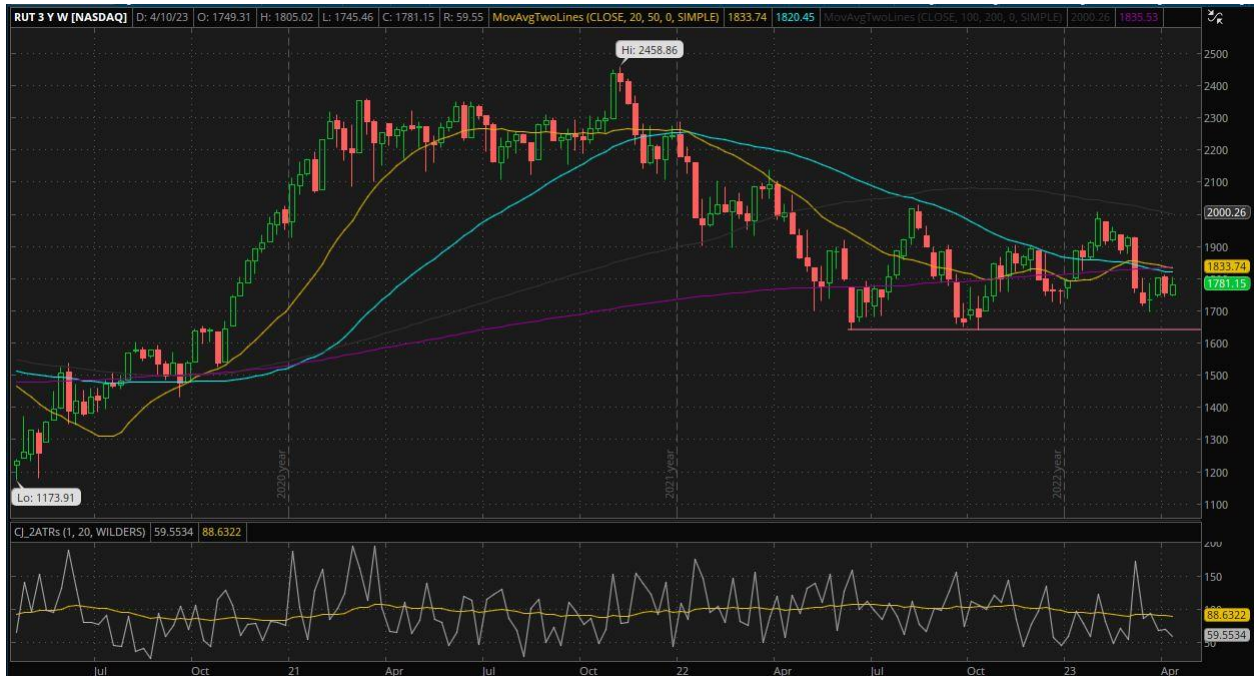 RUT 3 Y W [NASDAQ] D: 4/10/23 O: 1749.31 H: 1805.02 L: 1745.46 C: 1781.15 R: 59.55 MovAvgTwoLines (CLOSE, 20, 50, 0, SIMPLE) 1833.74 1820.45 MovAvgTwoLines (CLOSE, 100, 200, 0, SIMPLE) 2000.26 1835.53
Hi: 2458.86
2500
2400
2300
2200
2100
2000.26
1900
1833.74
1781.15
1700
1600
1500
1400
1300
1200
1100
2020 year
2021 year
2022 year
Lo: 1173.91
CJ_2ATRs (1, 20, WILDERS) 59.5534 88.6322
200
150
88.6322
59.5534
50
Jul Oct 21 Apr Jul Oct 22 Apr Jul Oct 23 Apr